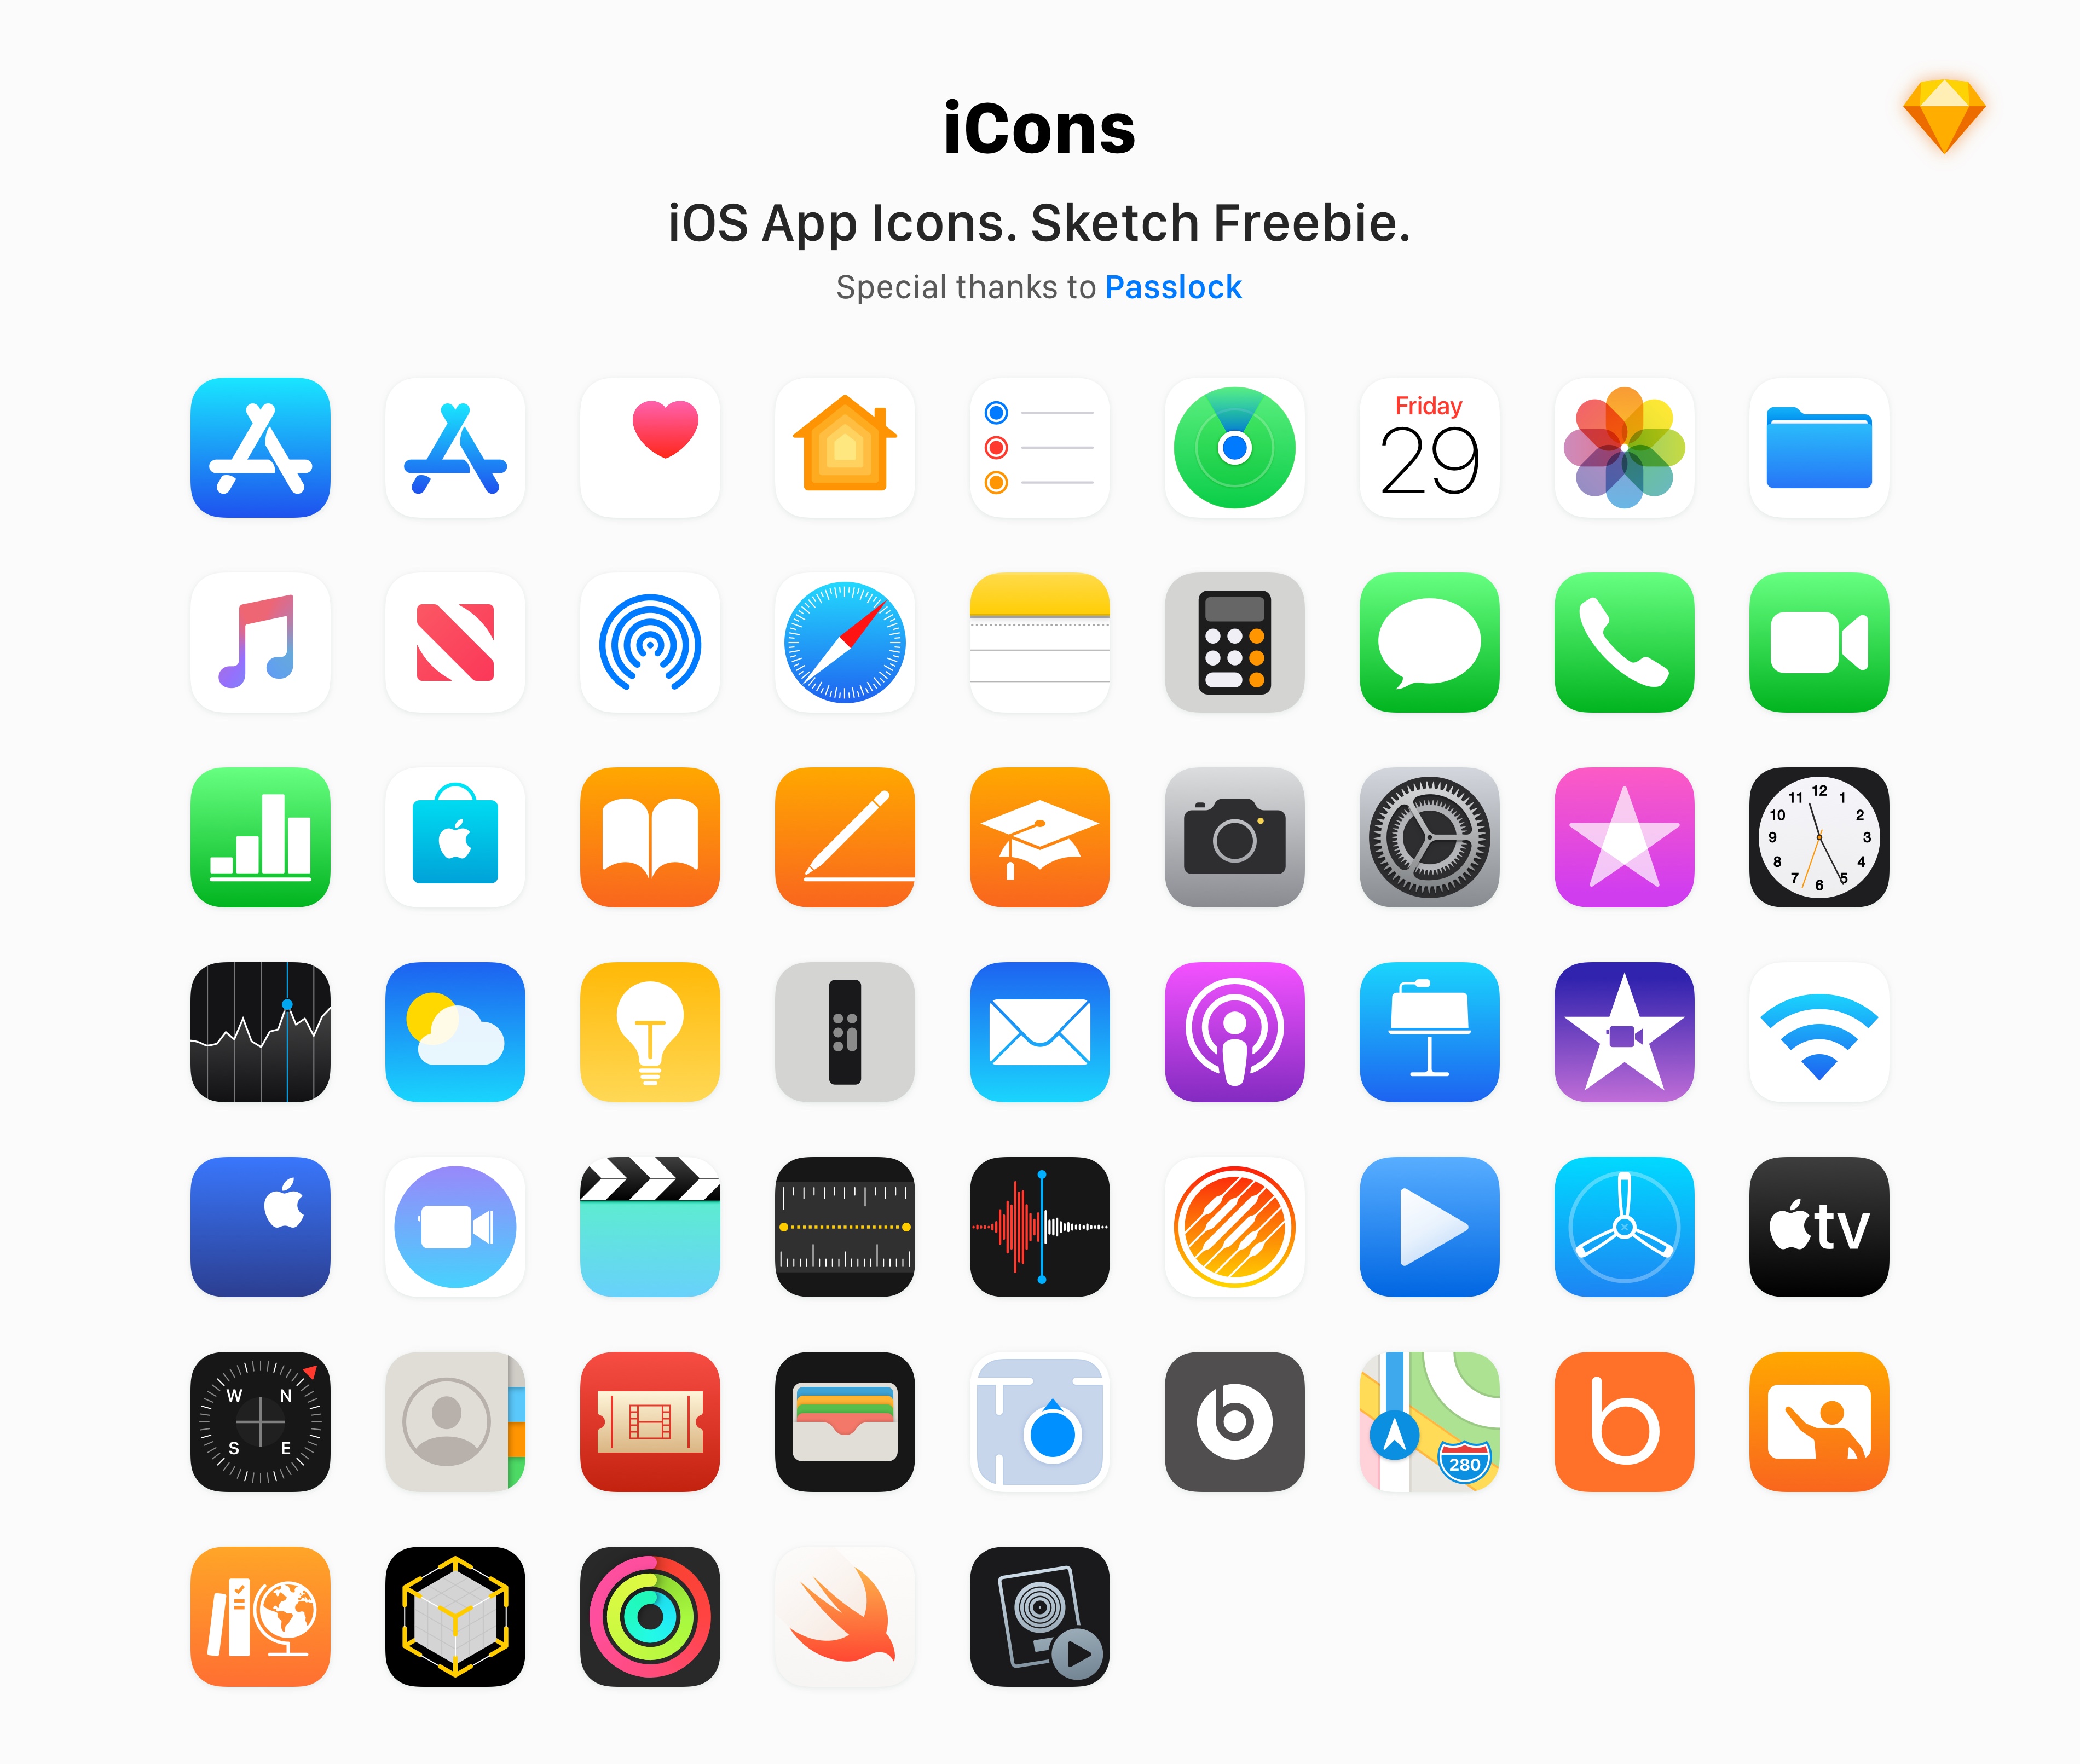 iCons
iOS App Icons. Sketch Freebie.
Special thanks to Passlock
Friday
29
12
11 1
10 2
9 3
8 4
7 5
6
tv
W N
S E
280